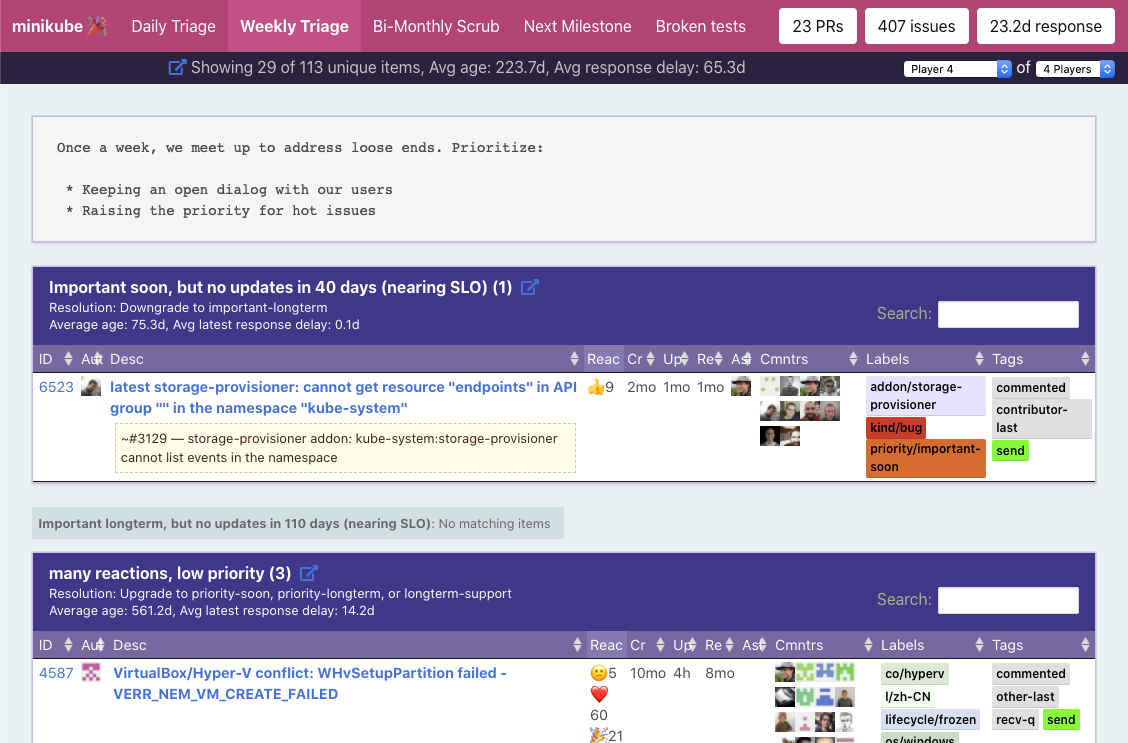 minikube Daily Triage Weekly Triage Bi-Monthly Scrub Next Milestone Broken tests 23 PRs 407 issues 23.2d response
Showing 29 of 113 unique items, Avg age: 223.7d, Avg response delay: 65.3d Player 4 of 4 Players
Once a week, we meet up to address loose ends. Prioritize:
* Keeping an open dialog with our users
* Raising the priority for hot issues
Important soon, but no updates in 40 days (nearing SLO) (1)
Resolution: Downgrade to important-longterm
Average age: 75.3d, Avg latest response delay: 0.1d
Search:
ID Aut Desc Reac Cr Up Re As Cmntrs Labels Tags
6523 latest storage-provisioner: cannot get resource "endpoints" in API 👍9 2mo 1mo 1mo addon/storage- commented
group "" in the namespace "kube-system" provisioner contributor-
~#3129 — storage-provisioner addon: kube-system:storage-provisioner kind/bug last
cannot list events in the namespace priority/important- send
soon
Important longterm, but no updates in 110 days (nearing SLO): No matching items
many reactions, low priority (3)
Resolution: Upgrade to priority-soon, priority-longterm, or longterm-support
Average age: 561.2d, Avg latest response delay: 14.2d
Search:
ID Aut Desc Reac Cr Up Re As Cmntrs Labels Tags
4587 VirtualBox/Hyper-V conflict: WHvSetupPartition failed - 😕5 10mo 4h 8mo co/hyperv commented
VERR_NEM_VM_CREATE_FAILED ❤️ l/zh-CN other-last
60 lifecycle/frozen recv-q send
🎉21 os/windows